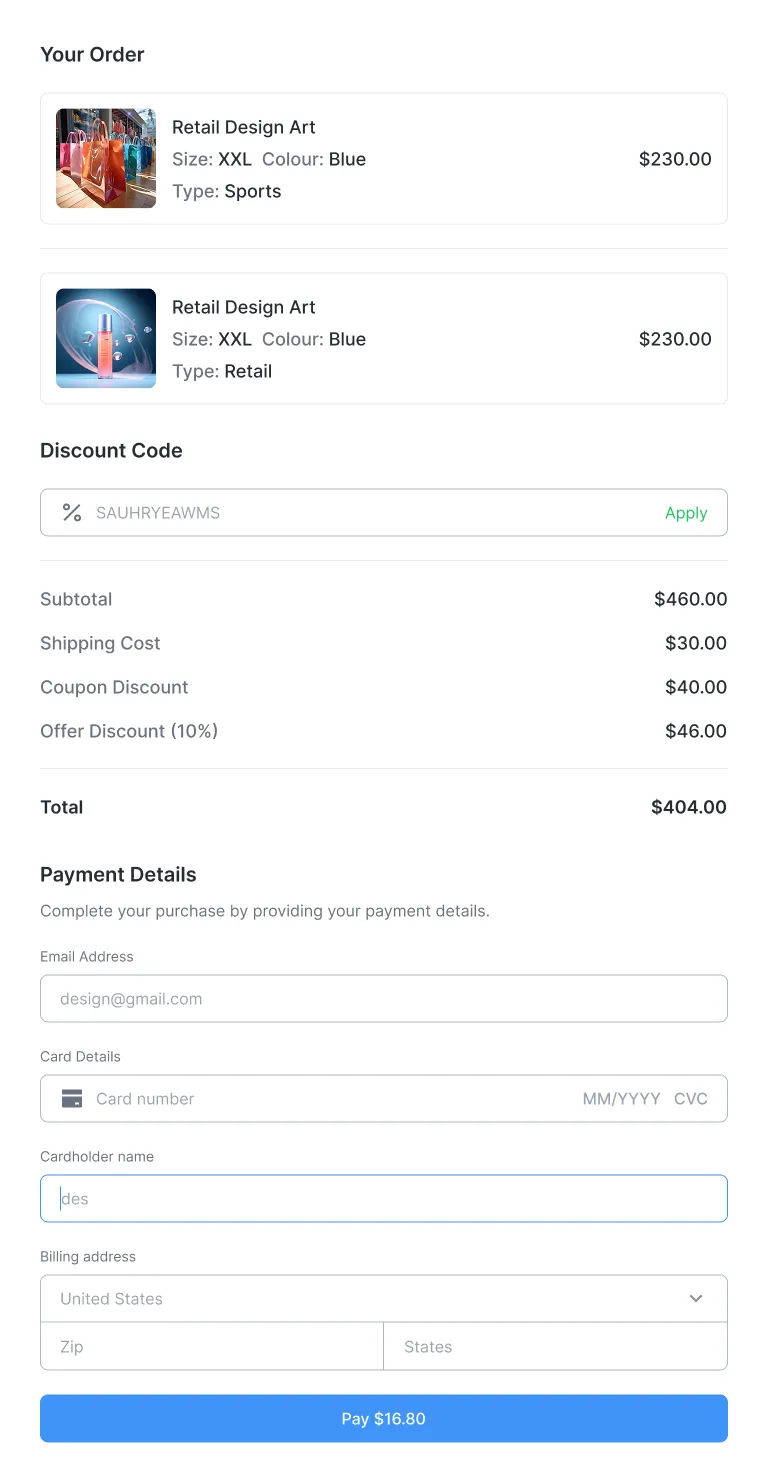 Your Order
Retail Design Art
Size: XXL Colour: Blue
$230.00
Type: Sports
Retail Design Art
Size: XXL Colour: Blue
$230.00
Type: Retail
Discount Code
SAUHRYEAWMS
Apply
Subtotal $460.00
Shipping Cost $30.00
Coupon Discount $40.00
Offer Discount (10%) $46.00
Total $404.00
Payment Details
Complete your purchase by providing your payment details.
Email Address
design@gmail.com
Card Details
Card number MM/YYYY CVC
Cardholder name
des
Billing address
United States
Zip States
Pay $16.80